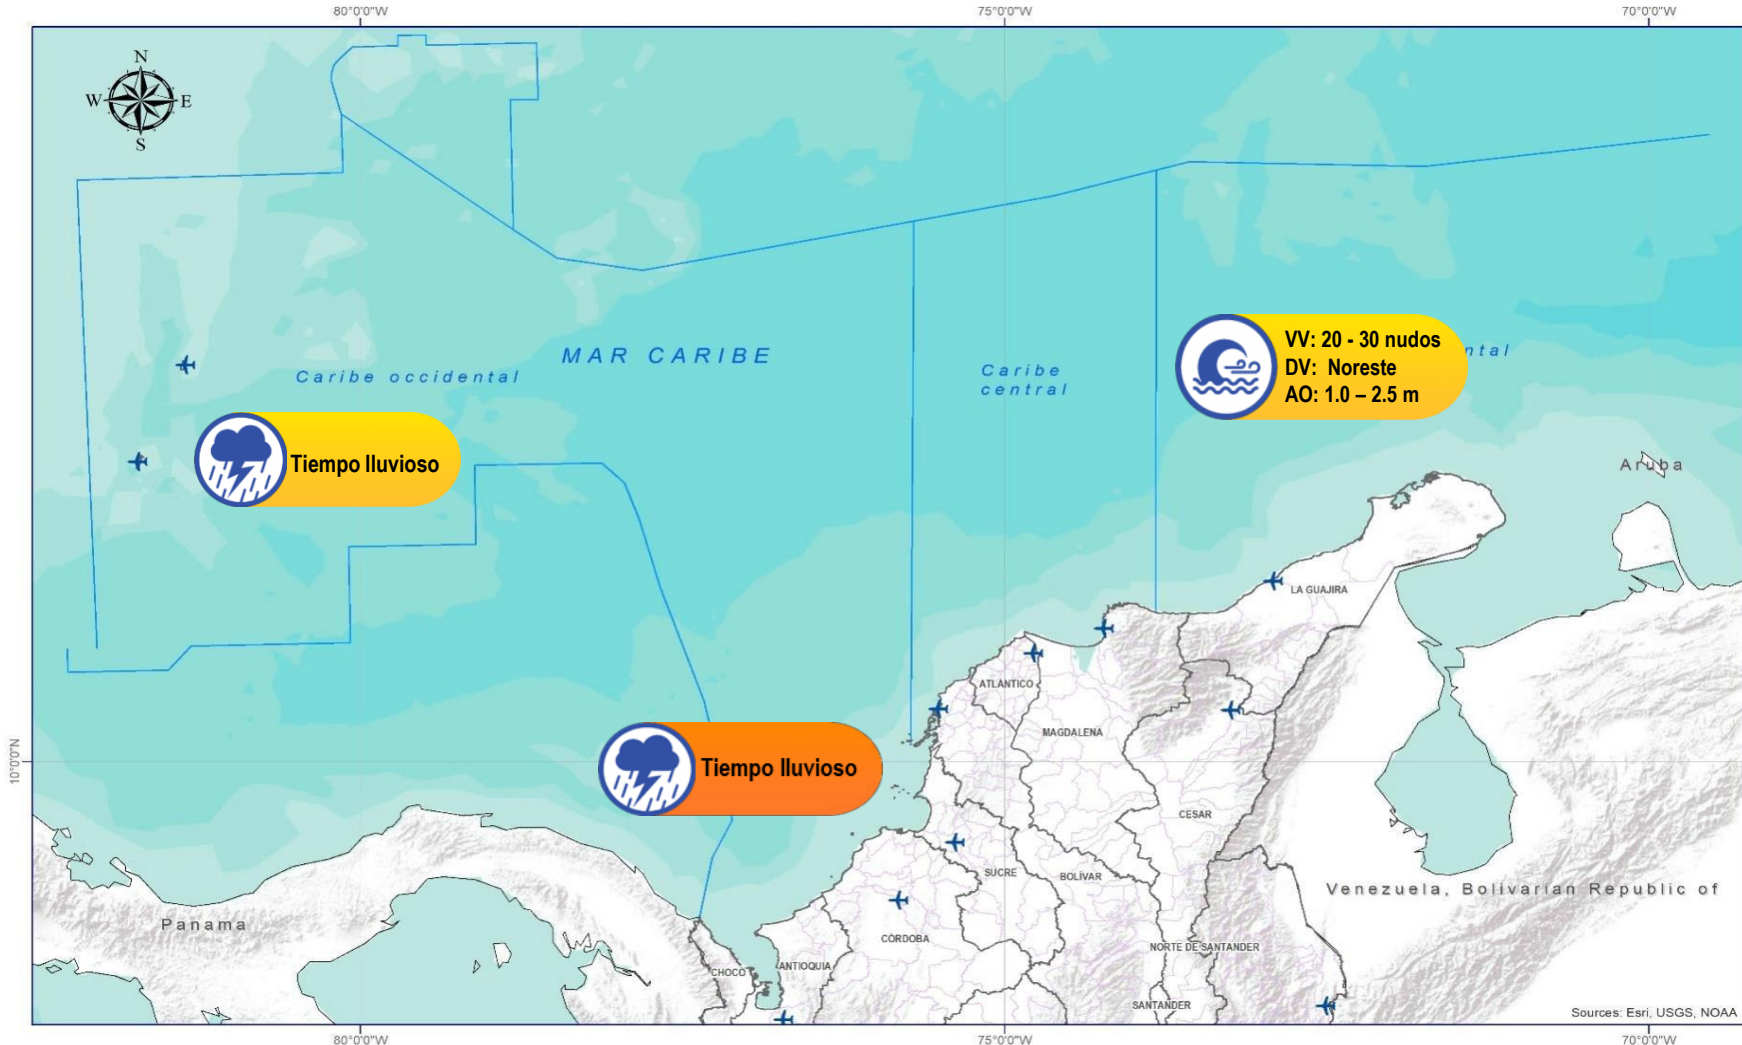 80°0'0"W
75°0'0"W
70°0'0"W
N
W
E
S
MAR CARIBE
Caribe occidental
Caribe
central
VV: 20 - 30 nudos
DV: Noreste
AO: 1.0 – 2.5 m
ntal
Tiempo lluvioso
Aruba
LA GUAJIRA
ATLÁNTICO
MAGDALENA
10°0'0"N
Tiempo lluvioso
CESAR
SUCRE
BOLÍVAR
Venezuela, Bolivarian Republic of
Panama
CÓRDOBA
NORTE DE SANTANDER
CHOCÓ
ANTIOQUIA
SANTANDER
Sources: Esri, USGS, NOAA
80°0'0"W
75°0'0"W
70°0'0"W